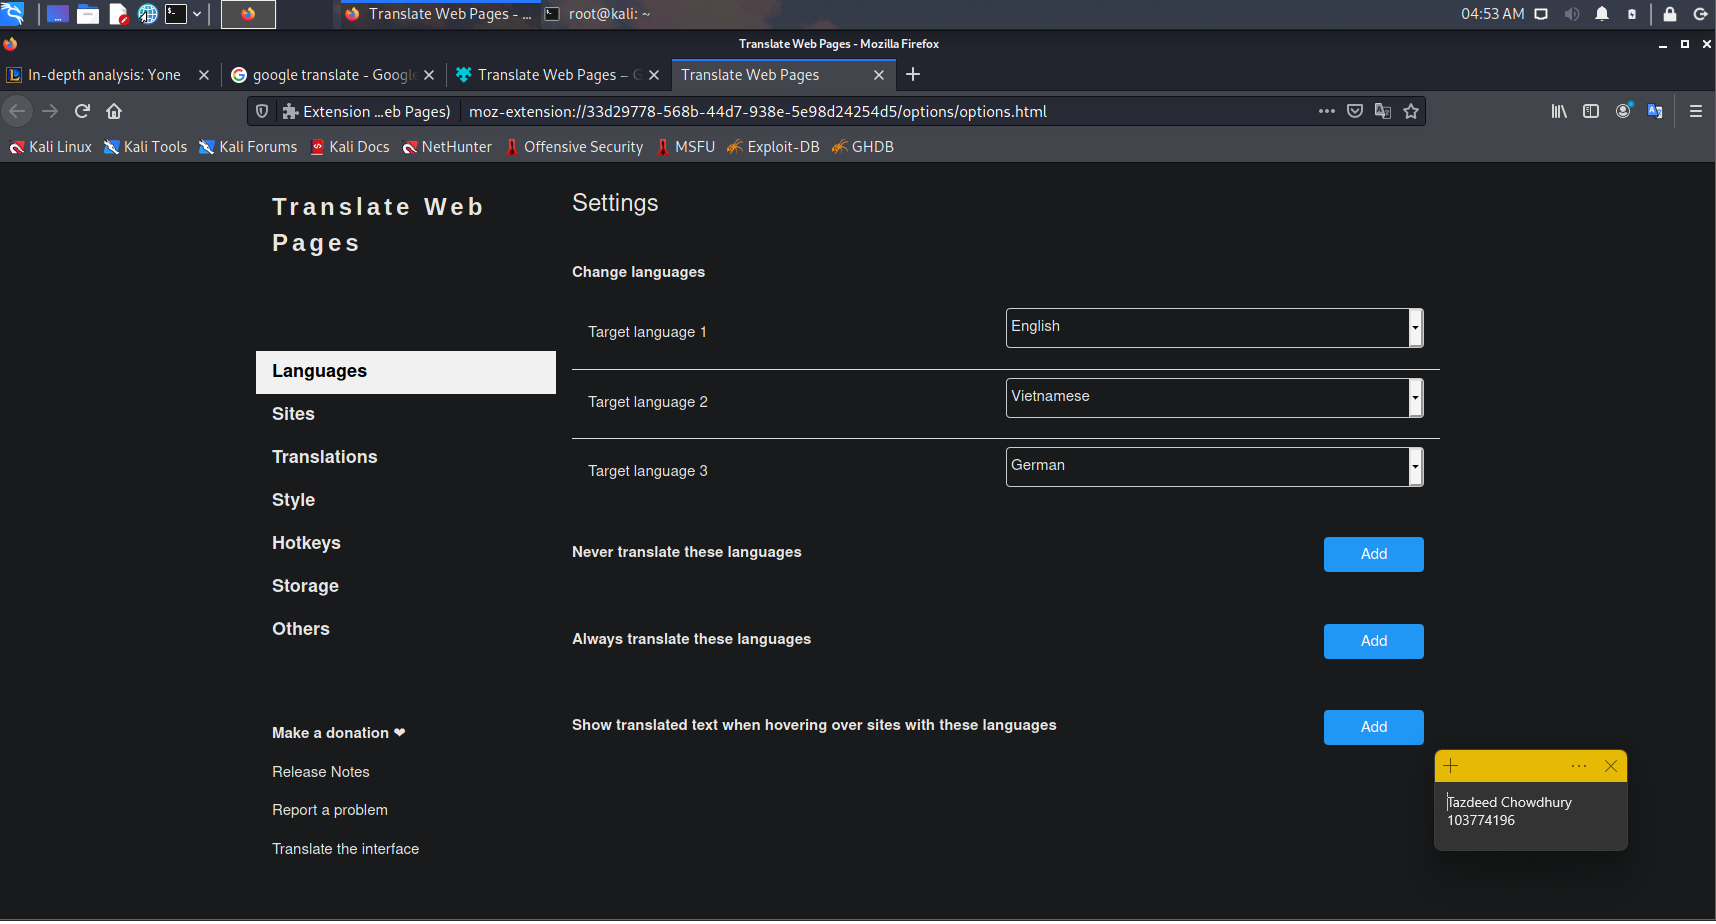 Translate Web Pages - ...
root@kali: ~
04:53 AM
Translate Web Pages - Mozilla Firefox
In-depth analysis: Yone
google translate - Google
Translate Web Pages – G
Translate Web Pages
Extension ...eb Pages)
moz-extension://33d29778-568b-44d7-938e-5e98d24254d5/options/options.html
Kali Linux
Kali Tools
Kali Forums
Kali Docs
NetHunter
Offensive Security
MSFU
Exploit-DB
GHDB
Translate Web
Pages
Languages
Sites
Translations
Style
Hotkeys
Storage
Others
Make a donation ❤
Release Notes
Report a problem
Translate the interface
Settings
Change languages
Target language 1
English
Target language 2
Vietnamese
Target language 3
German
Never translate these languages
Add
Always translate these languages
Add
Show translated text when hovering over sites with these languages
Add
Tazdeed Chowdhury
103774196